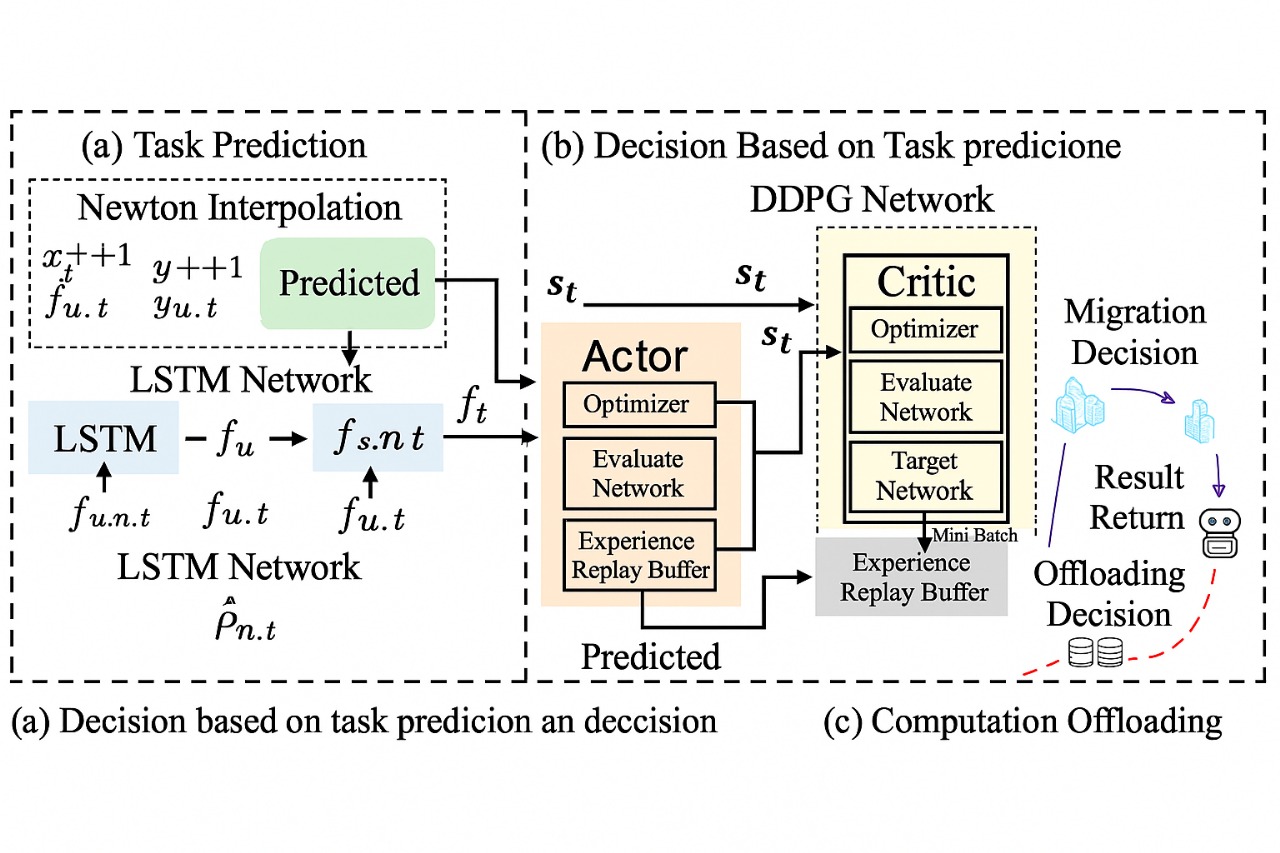 (a) Task Prediction
Newton Interpolation
x_t^{++1} y++1
f_{u.t} y_{u.t}
Predicted
LSTM Network
LSTM
f_u
f_{s.n t}
f_t
f_{u.n.t} f_{u.t} f_{u.t}
LSTM Network
ρ̂_{n.t}
(b) Decision Based on Task predicione
DDPG Network
s_t
s_t
s_t
Actor
Optimizer
Evaluate
Network
Experience
Replay Buffer
Predicted
Critic
Optimizer
Evaluate
Network
Target
Network
Mini Batch
Experience
Replay Buffer
Migration
Decision
Result
Return
Offloading
Decision
(a) Decision based on task predicion an deccision
(c) Computation Offloading